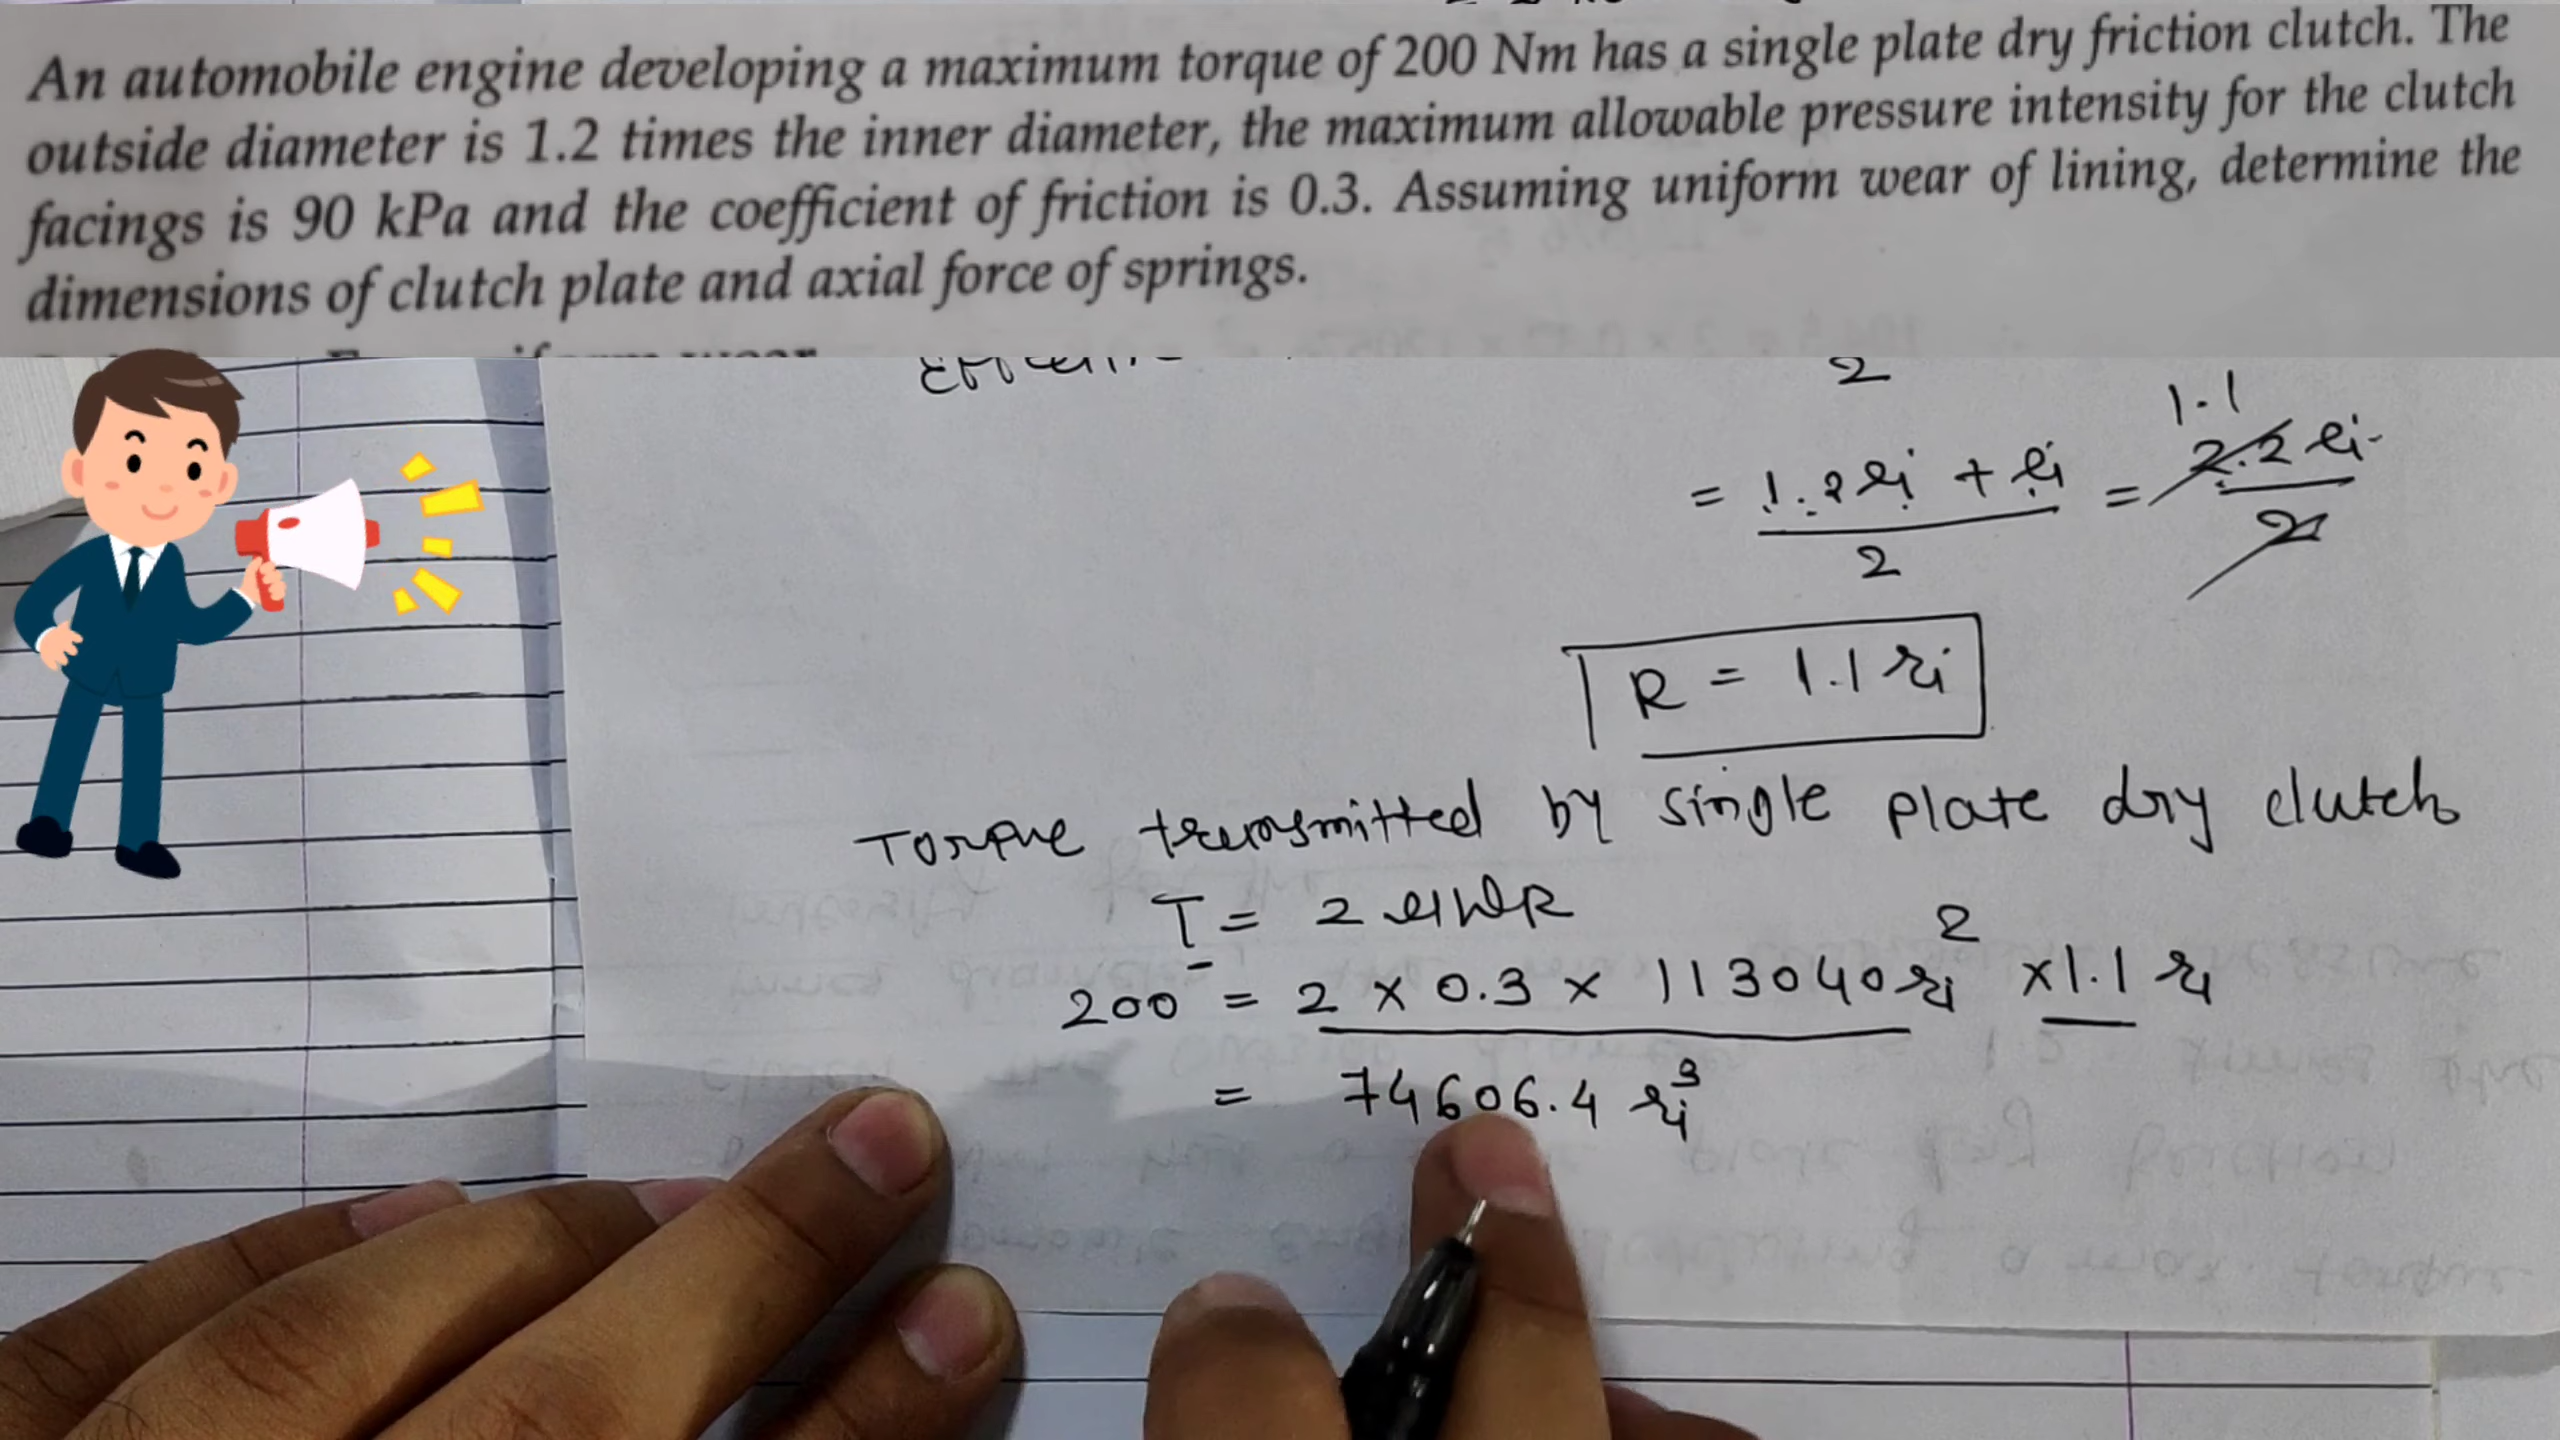 An automobile engine developing a maximum torque of 200 Nm has a single plate dry friction clutch. The
outside diameter is 1.2 times the inner diameter, the maximum allowable pressure intensity for the clutch
facings is 90 kPa and the coefficient of friction is 0.3. Assuming uniform wear of lining, determine the
dimensions of clutch plate and axial force of springs.
2
= 1.2ri + ri / 2 = 1.1 2.2 ri / 2
R = 1.1 ri
Torque transmitted by single plate dry clutch
T = 2 μWR
200 = 2 × 0.3 × 113040 ri² × 1.1 ri
= 74606.4 ri³